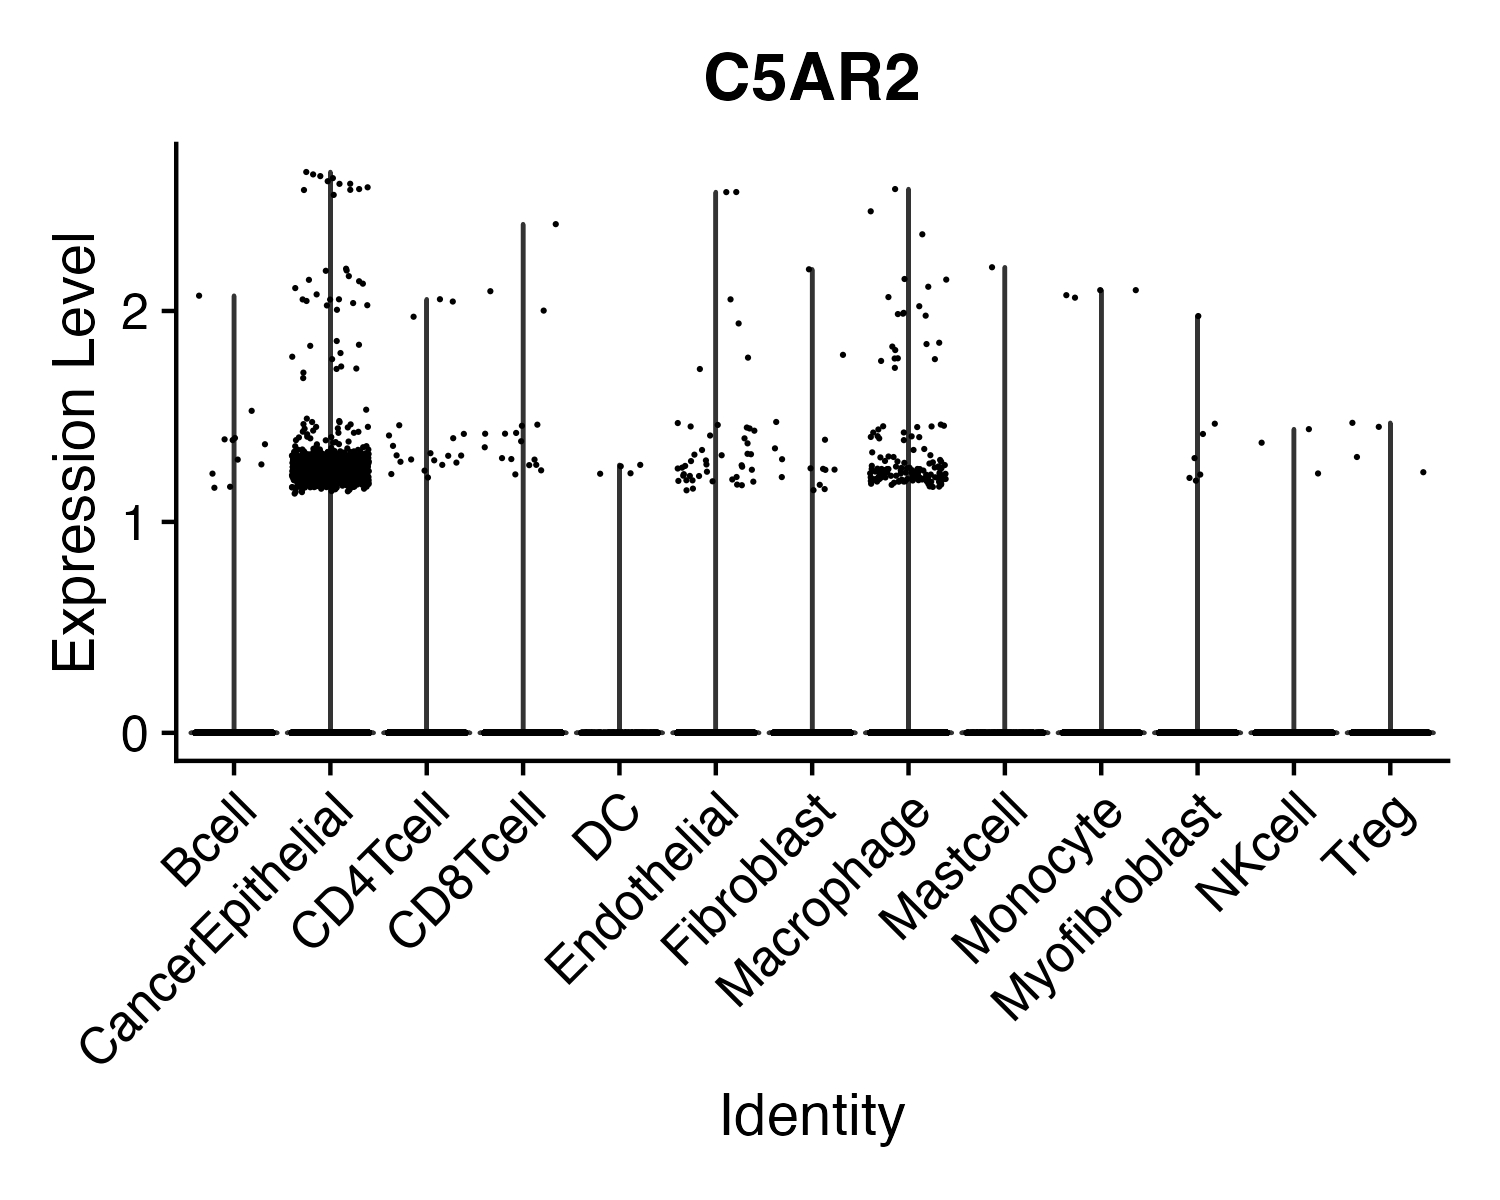 C5AR2
Expression Level
2
1
0
Bcell
CancerEpithelial
CD4Tcell
CD8Tcell
DC
Endothelial
Fibroblast
Macrophage
Mastcell
Monocyte
Myofibroblast
NKcell
Treg
Identity